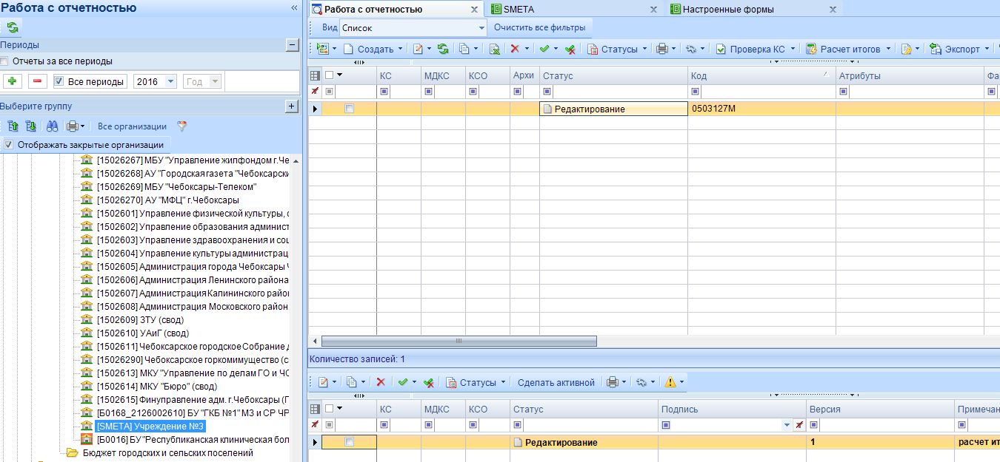 Работа с отчетностью
Периоды
Отчеты за все периоды
Все периоды 2016 Год
Выберите группу
Все организации
Отображать закрытые организации
[15026267] МБУ "Управление жилфондом г.Че
[15026268] АУ "Городская газета "Чебоксарски
[15026269] МБУ "Чебоксары-Телеком"
[15026270] АУ "МФЦ" г.Чебоксары
[1502601] Управление физической культуры, с
[1502602] Управление образования админист
[1502603] Управление здравоохранения и соц
[1502604] Управление культуры администрац
[1502605] Администрация города Чебоксары Ч
[1502606] Администрация Ленинского района
[1502607] Администрация Калининского райо
[1502608] Администрация Московского район
[1502609] ЗТУ (свод)
[1502610] УАиГ (свод)
[1502611] Чебоксарское городское Собрание д
[15026290] Чебоксарское горкомимущество (с
[1502613] МКУ "Управление по делам ГО и ЧС
[1502614] МКУ "Бюро" (свод)
[1502615] Финуправление адм. г.Чебоксары (Г
[Б0168_2126002610] БУ "ГКБ №1" МЗ и СР ЧР
[SMETA] Учреждение №3
[Б0016] БУ "Республиканская клиническая бол
Бюджет городских и сельских поселений
Работа с отчетностью SMETA Настроенные формы
Вид Список Очистить все фильтры
Создать Статусы Проверка КС Расчет итогов Экспорт
КС МДКС КСО Архи Статус Код Атрибуты Фа
Редактирование 0503127М
Количество записей: 1
Статусы Сделать активной
КС МДКС КСО Статус Подпись Версия Примечан
Редактирование 1 расчет ит